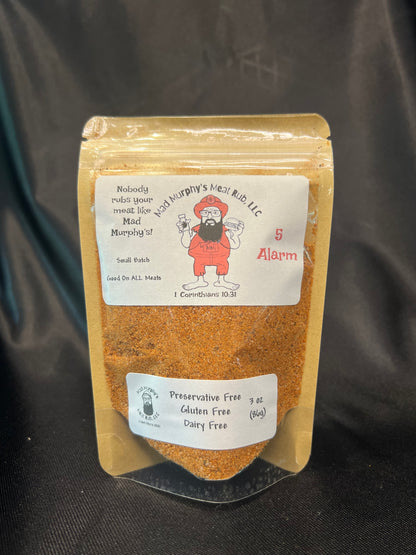 Nobody
rubs your
meat like
Mad
Murphy's!
Small Batch
Good On ALL Meats
Mad Murphy's Meat Rub, LLC
1 Corinthians 10:31
5
Alarm
Preservative Free
Gluten Free
Dairy Free
3 oz